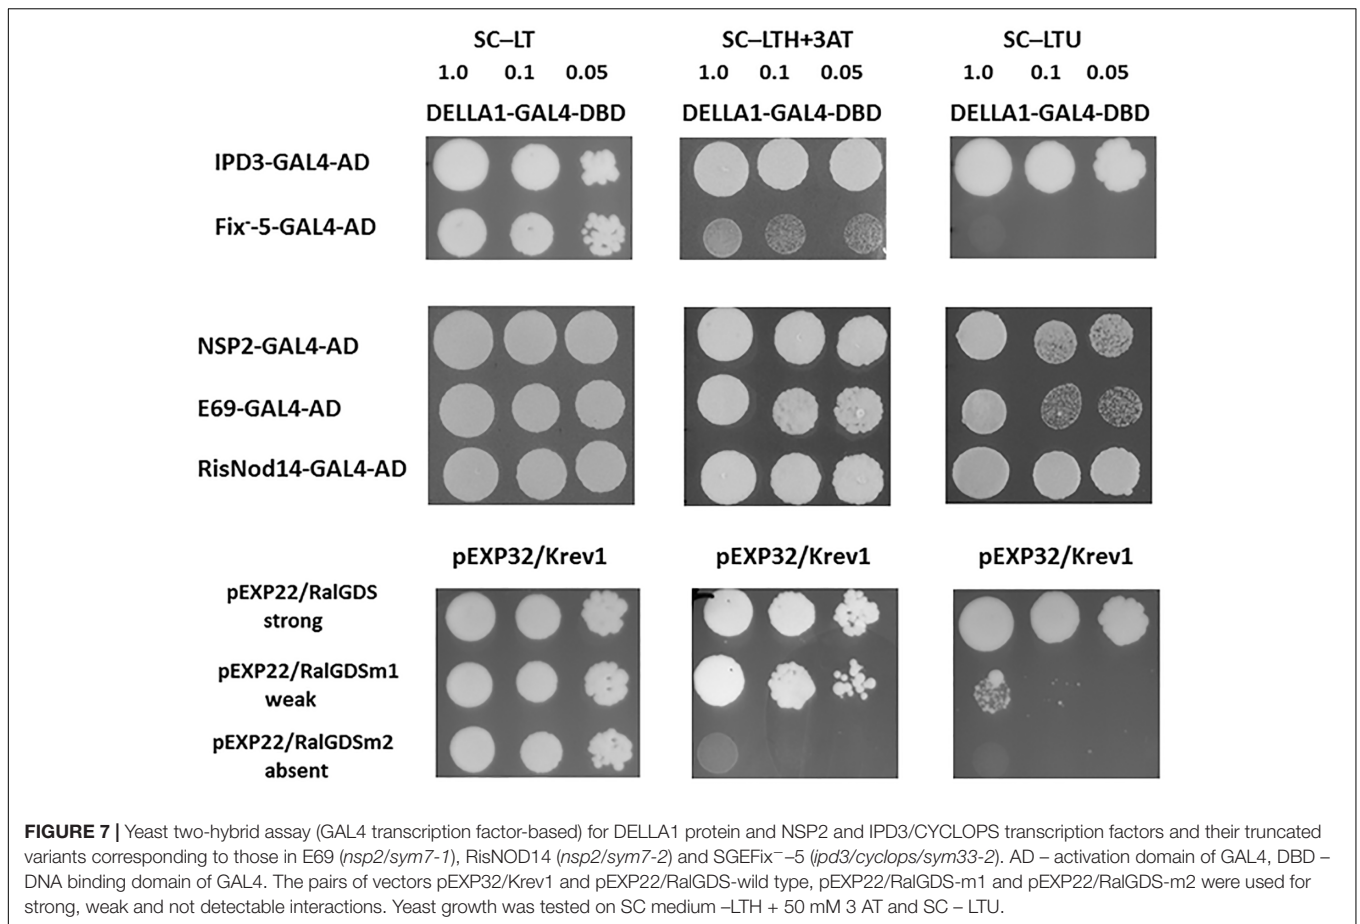 SC–LT SC–LTH+3AT SC–LTU
1.0 0.1 0.05 1.0 0.1 0.05 1.0 0.1 0.05
DELLA1-GAL4-DBD DELLA1-GAL4-DBD DELLA1-GAL4-DBD
IPD3-GAL4-AD
Fix⁻-5-GAL4-AD
NSP2-GAL4-AD
E69-GAL4-AD
RisNod14-GAL4-AD
pEXP32/Krev1 pEXP32/Krev1 pEXP32/Krev1
pEXP22/RalGDS
strong
pEXP22/RalGDSm1
weak
pEXP22/RalGDSm2
absent
FIGURE 7 | Yeast two-hybrid assay (GAL4 transcription factor-based) for DELLA1 protein and NSP2 and IPD3/CYCLOPS transcription factors and their truncated
variants corresponding to those in E69 (nsp2/sym7-1), RisNOD14 (nsp2/sym7-2) and SGEFix⁻–5 (ipd3/cyclops/sym33-2). AD – activation domain of GAL4, DBD –
DNA binding domain of GAL4. The pairs of vectors pEXP32/Krev1 and pEXP22/RalGDS-wild type, pEXP22/RalGDS-m1 and pEXP22/RalGDS-m2 were used for
strong, weak and not detectable interactions. Yeast growth was tested on SC medium –LTH + 50 mM 3 AT and SC – LTU.